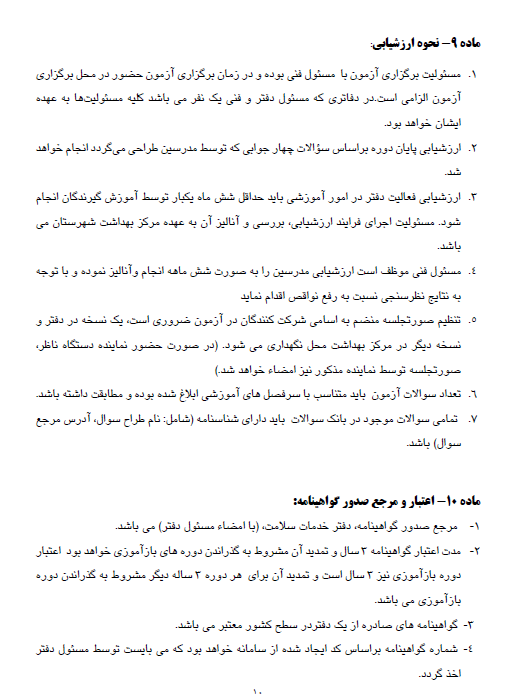 ماده ۹- نحوه ارزشیابی:
۱. مسئولیت برگزاری آزمون با مسئول فنی بوده و در زمان برگزاری آزمون حضور در محل برگزاری
آزمون الزامی است.در دفاتری که مسئول دفتر و فنی یک نفر می باشد کلیه مسئولیت‌ها به عهده
ایشان خواهد بود.
۲. ارزشیابی پایان دوره براساس سؤالات چهار جوابی که توسط مدرسین طراحی می‌گردد انجام خواهد
شد.
۳. ارزشیابی فعالیت دفتر در امور آموزشی باید حداقل شش ماه یکبار توسط آموزش گیرندگان انجام
شود. مسئولیت اجرای فرایند ارزشیابی، بررسی و آنالیز آن به عهده مرکز بهداشت شهرستان می
باشد.
۴. مسئول فنی موظف است ارزشیابی مدرسین را به صورت شش ماهه انجام وآنالیز نموده و با توجه
به نتایج نظرسنجی نسبت به رفع نواقص اقدام نماید
۵. تنظیم صورتجلسه منضم به اسامی شرکت کنندگان در آزمون ضروری است، یک نسخه در دفتر و
نسخه دیگر در مرکز بهداشت محل نگهداری می شود. (در صورت حضور نماینده دستگاه ناظر،
صورتجلسه توسط نماینده مذکور نیز امضاء خواهد شد.)
۶. تعداد سوالات آزمون باید متناسب با سرفصل های آموزشی ابلاغ شده بوده و مطابقت داشته باشد.
۷. تمامی سوالات موجود در بانک سوالات باید دارای شناسنامه (شامل: نام طراح سوال، آدرس مرجع
سوال) باشد.
ماده ۱۰- اعتبار و مرجع صدور گواهینامه:
۱- مرجع صدور گواهینامه، دفتر خدمات سلامت، (با امضاء مسئول دفتر) می باشد.
۲- مدت اعتبار گواهینامه ۳ سال و تمدید آن مشروط به گذراندن دوره های بازآموزی خواهد بود اعتبار
دوره بازآموزی نیز ۳ سال است و تمدید آن برای هر دوره ۳ ساله دیگر مشروط به گذراندن دوره
بازآموزی می باشد.
۳- گواهینامه های صادره از یک دفتردر سطح کشور معتبر می باشد.
۴- شماره گواهینامه براساس کد ایجاد شده از سامانه خواهد بود که می بایست توسط مسئول دفتر
اخذ گردد.
۱۰